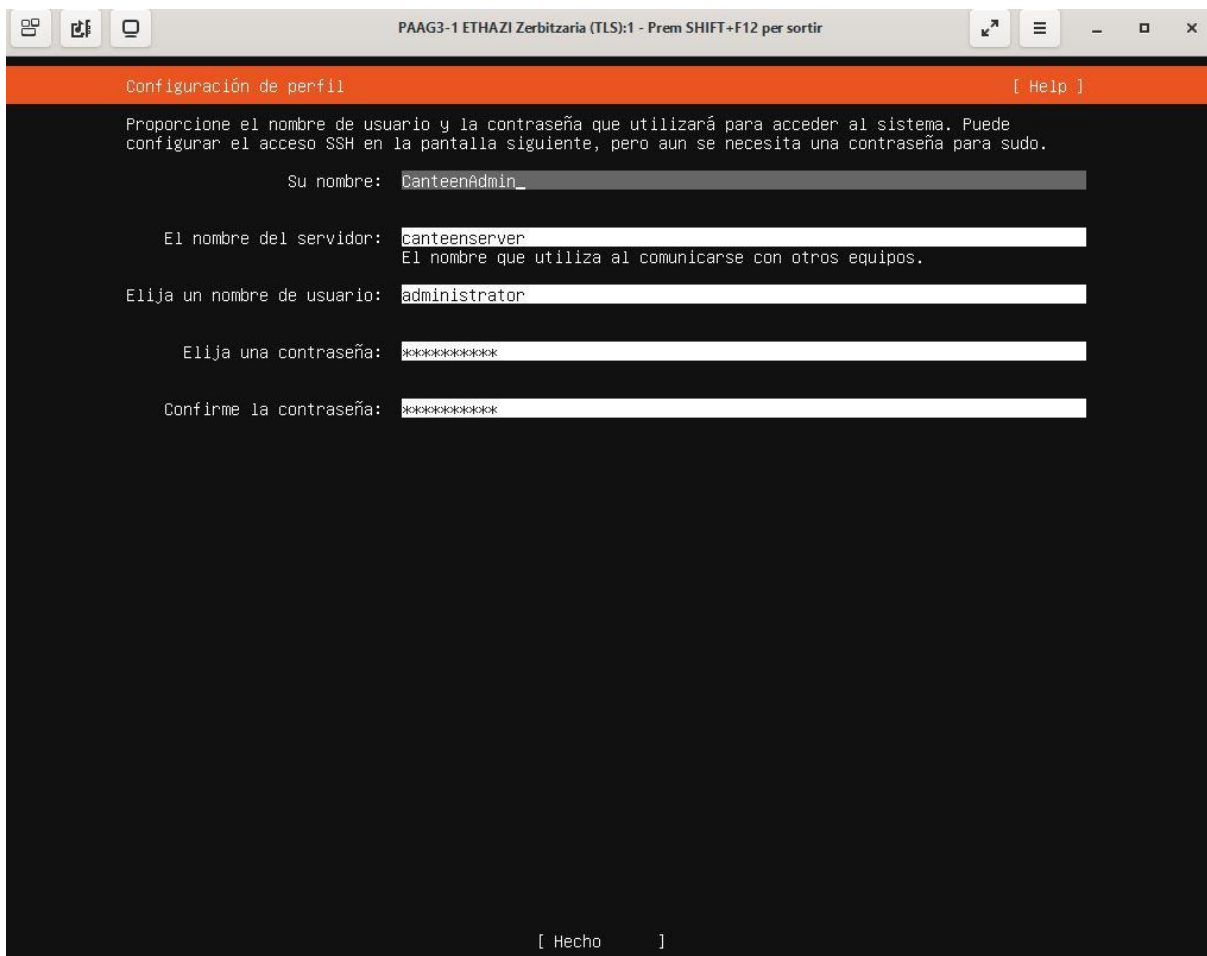 PAAG3-1 ETHAZI Zerbitzaria (TLS):1 - Prem SHIFT+F12 per sortir
Configuración de perfil [ Help ]
Proporcione el nombre de usuario y la contraseña que utilizará para acceder al sistema. Puede
configurar el acceso SSH en la pantalla siguiente, pero aun se necesita una contraseña para sudo.
Su nombre: CanteenAdmin_
El nombre del servidor: canteenserver
El nombre que utiliza al comunicarse con otros equipos.
Elija un nombre de usuario: administrator
Elija una contraseña: **********
Confirme la contraseña: **********
[ Hecho ]